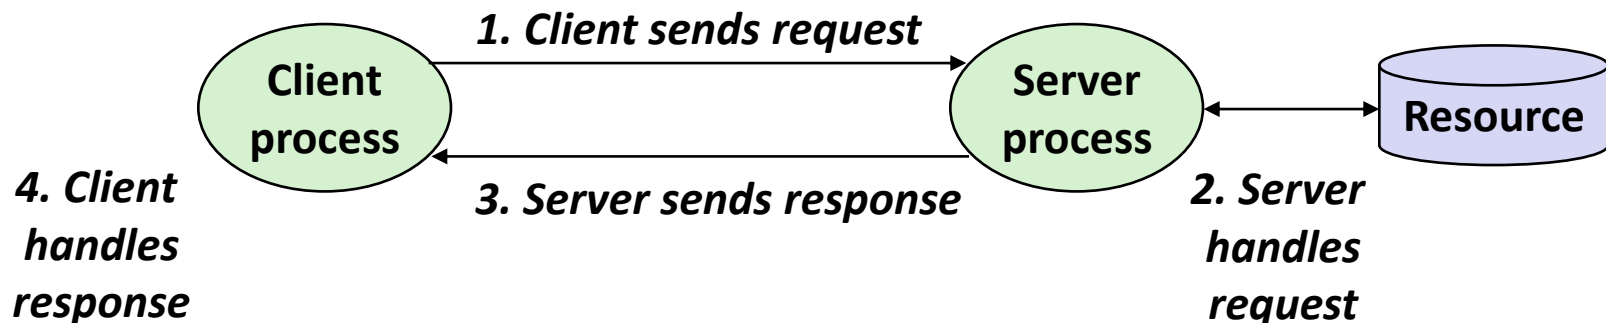 1. Client sends request
Client
process
Server
process
Resource
3. Server sends response
4. Client
handles
response
2. Server
handles
request